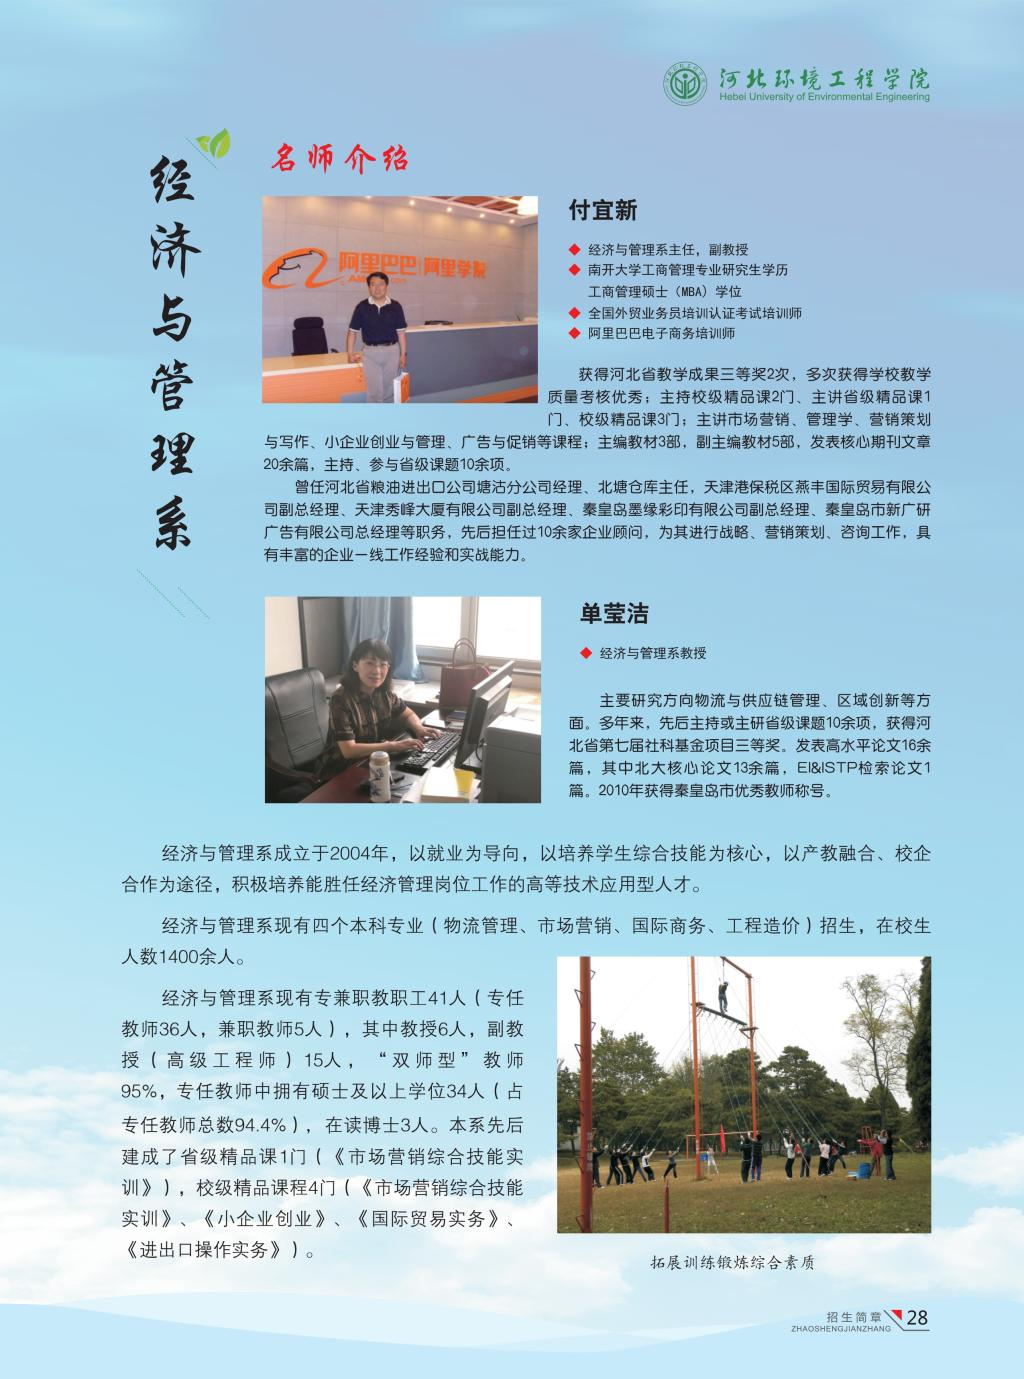 河北环境工程学院
Hebei University of Environmental Engineering
经济与管理系
名师介绍
阿里巴巴 阿里学院
付宜新
◆ 经济与管理系主任，副教授
◆ 南开大学工商管理专业研究生学历
工商管理硕士（MBA）学位
◆ 全国外贸业务员培训认证考试培训师
◆ 阿里巴巴电子商务培训师
获得河北省教学成果三等奖2次，多次获得学校教学
质量考核优秀；主持校级精品课2门、主讲省级精品课1
门、校级精品课3门；主讲市场营销、管理学、营销策划
与写作、小企业创业与管理、广告与促销等课程；主编教材3部，副主编教材5部，发表核心期刊文章
20余篇，主持、参与省级课题10余项。
曾任河北省粮油进出口公司塘沽分公司经理、北塘仓库主任，天津港保税区燕丰国际贸易有限公
司副总经理、天津秀峰大厦有限公司副总经理、秦皇岛墨缘彩印有限公司副总经理、秦皇岛市新广研
广告有限公司总经理等职务，先后担任过10余家企业顾问，为其进行战略、营销策划、咨询工作，具
有丰富的企业一线工作经验和实战能力。
单莹洁
◆ 经济与管理系教授
主要研究方向物流与供应链管理、区域创新等方
面。多年来，先后主持或主研省级课题10余项，获得河
北省第七届社科基金项目三等奖。发表高水平论文16余
篇，其中北大核心论文13余篇，EI&ISTP检索论文1
篇。2010年获得秦皇岛市优秀教师称号。
经济与管理系成立于2004年，以就业为导向，以培养学生综合技能为核心，以产教融合、校企
合作为途径，积极培养能胜任经济管理岗位工作的高等技术应用型人才。
经济与管理系现有四个本科专业（物流管理、市场营销、国际商务、工程造价）招生，在校生
人数1400余人。
经济与管理系现有专兼职教职工41人（专任
教师36人，兼职教师5人），其中教授6人，副教
授（高级工程师）15人，“双师型”教师
95%，专任教师中拥有硕士及以上学位34人（占
专任教师总数94.4%），在读博士3人。本系先后
建成了省级精品课1门（《市场营销综合技能实
训》），校级精品课程4门（《市场营销综合技能
实训》、《小企业创业》、《国际贸易实务》、
《进出口操作实务》）。
拓展训练锻炼综合素质
招生简章 28
ZHAOSHENGJIANZHANG